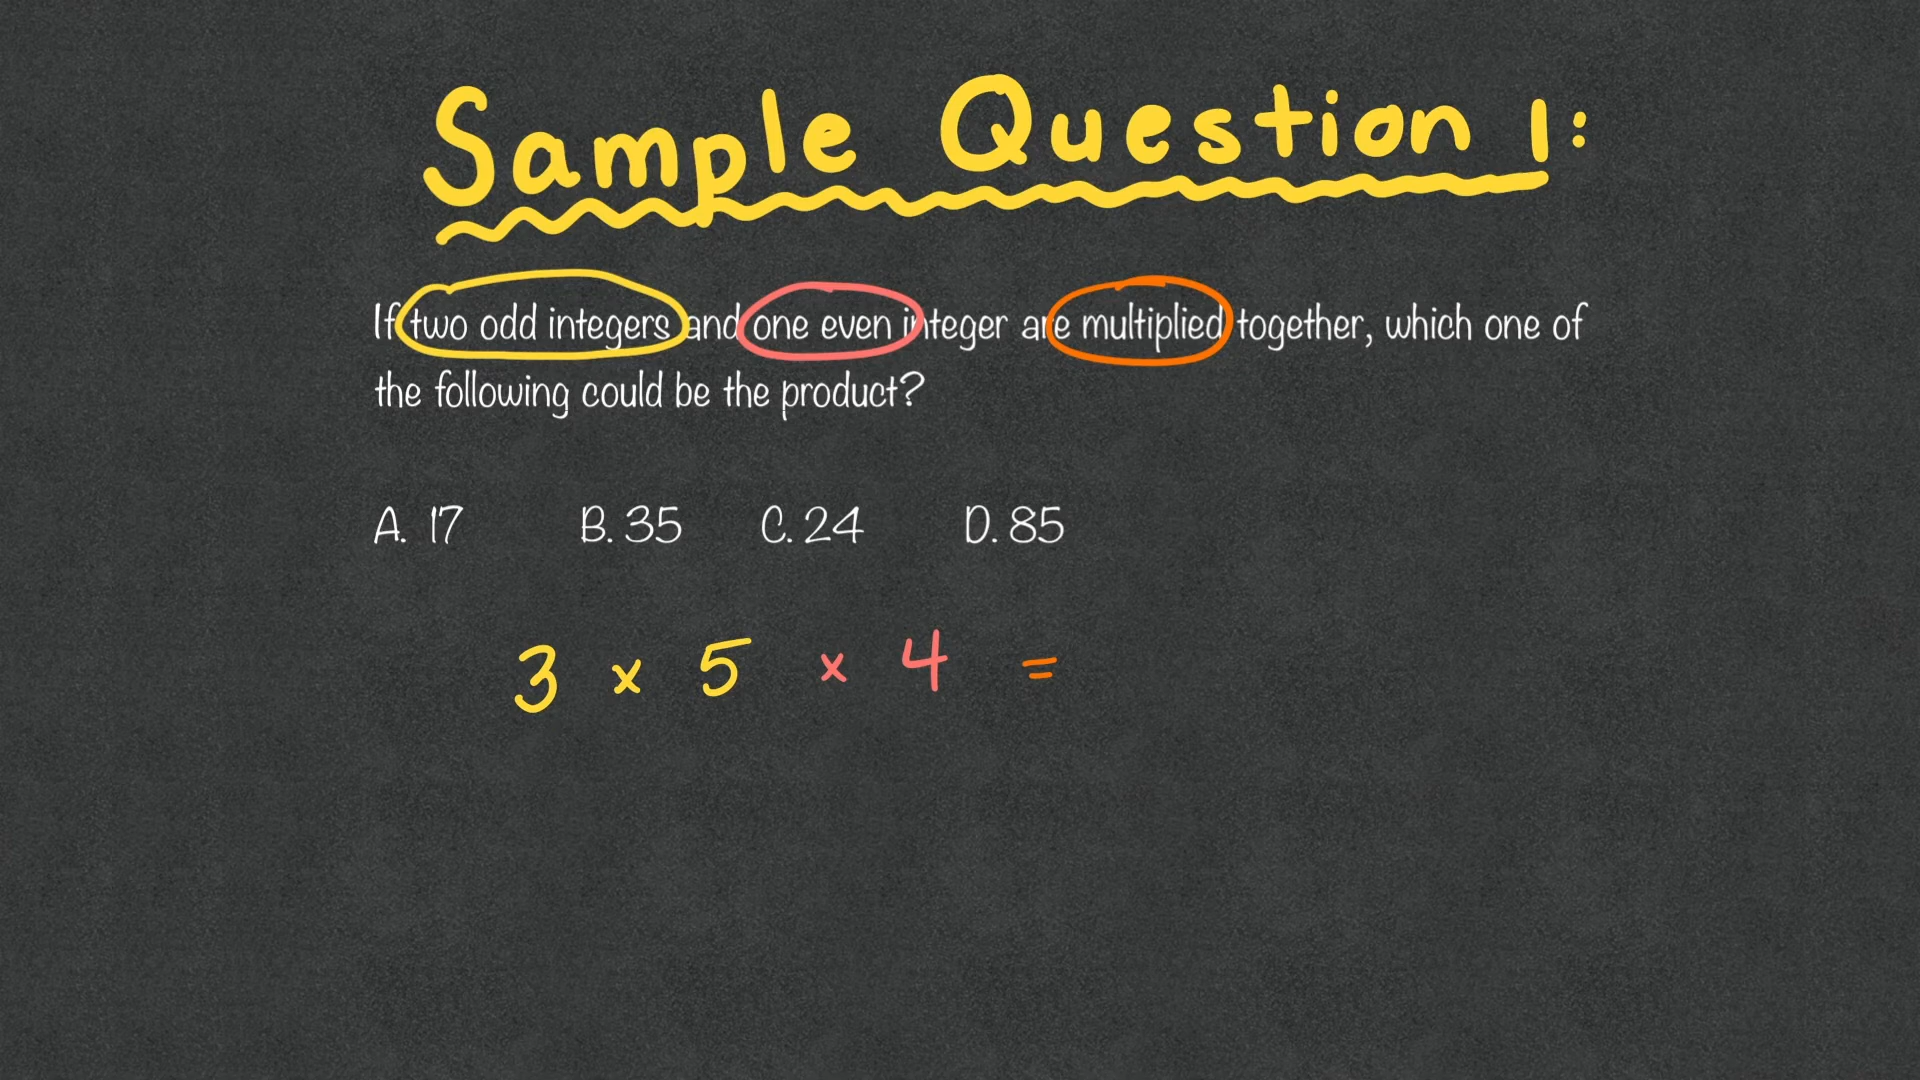 Sample Question 1:
If two odd integers and one even integer are multiplied together, which one of
the following could be the product?
A. 17 B. 35 C. 24 D. 85
3 x 5 x 4 =